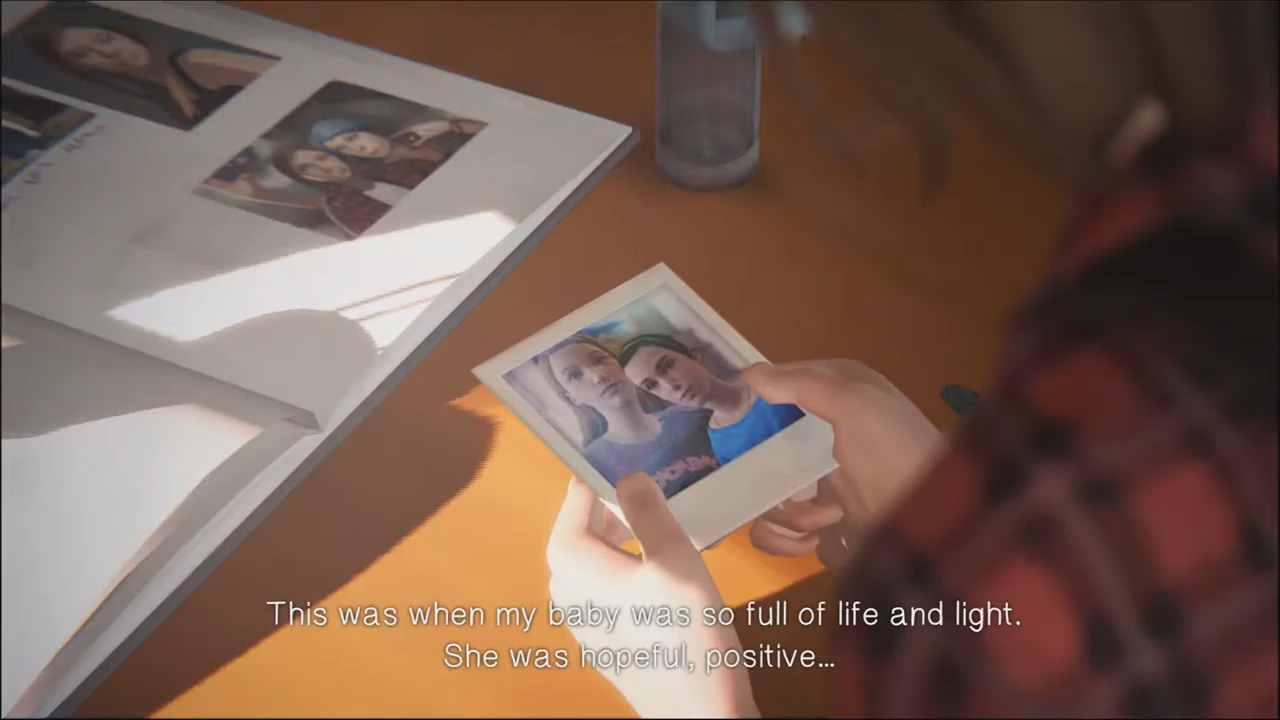 This was when my baby was so full of life and light.
She was hopeful, positive...